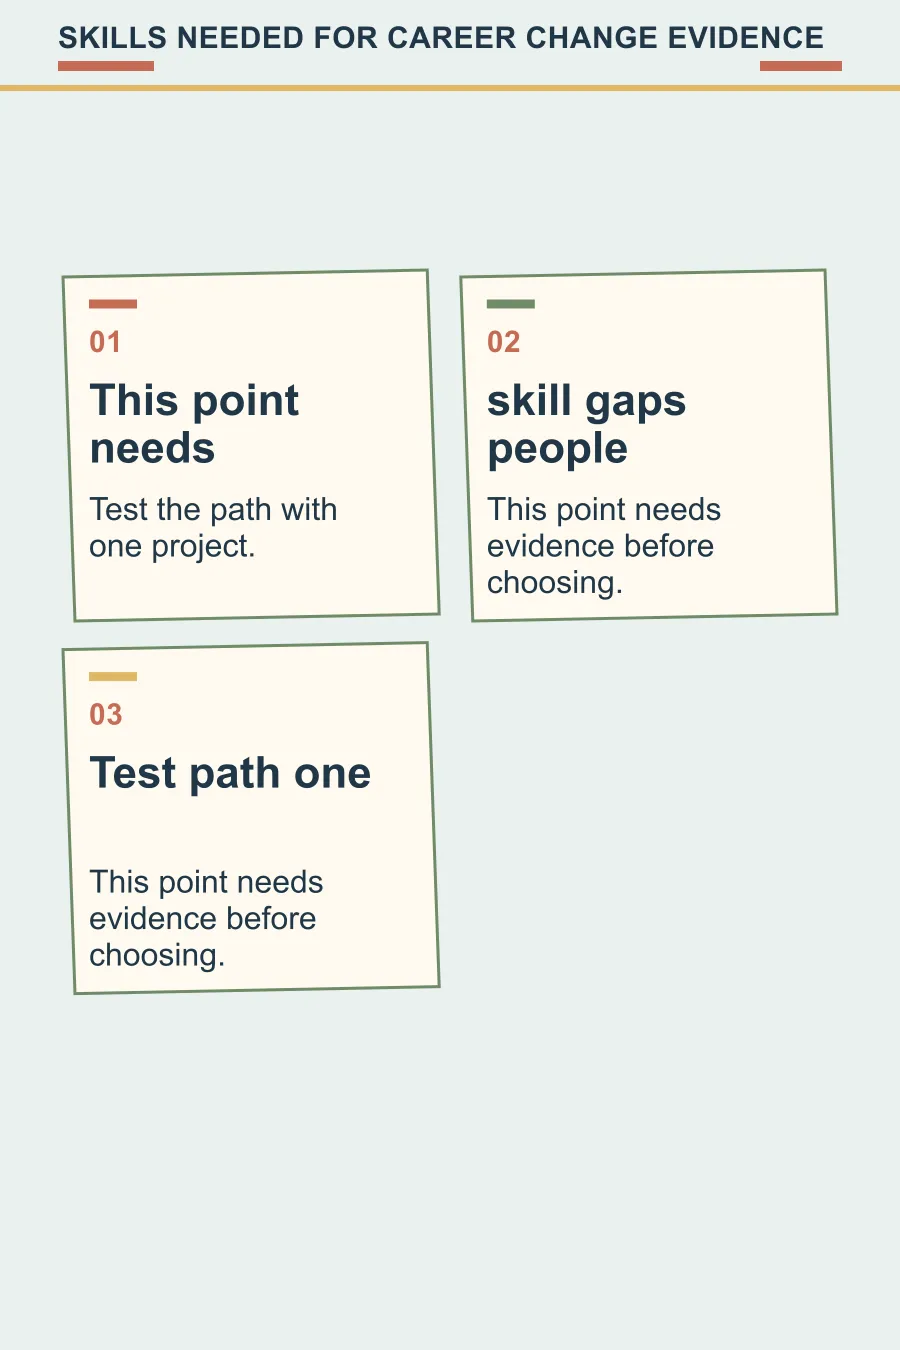 SKILLS NEEDED FOR CAREER CHANGE EVIDENCE
01
This point
needs
Test the path with
one project.
02
skill gaps
people
This point needs
evidence before
choosing.
03
Test path one
This point needs
evidence before
choosing.